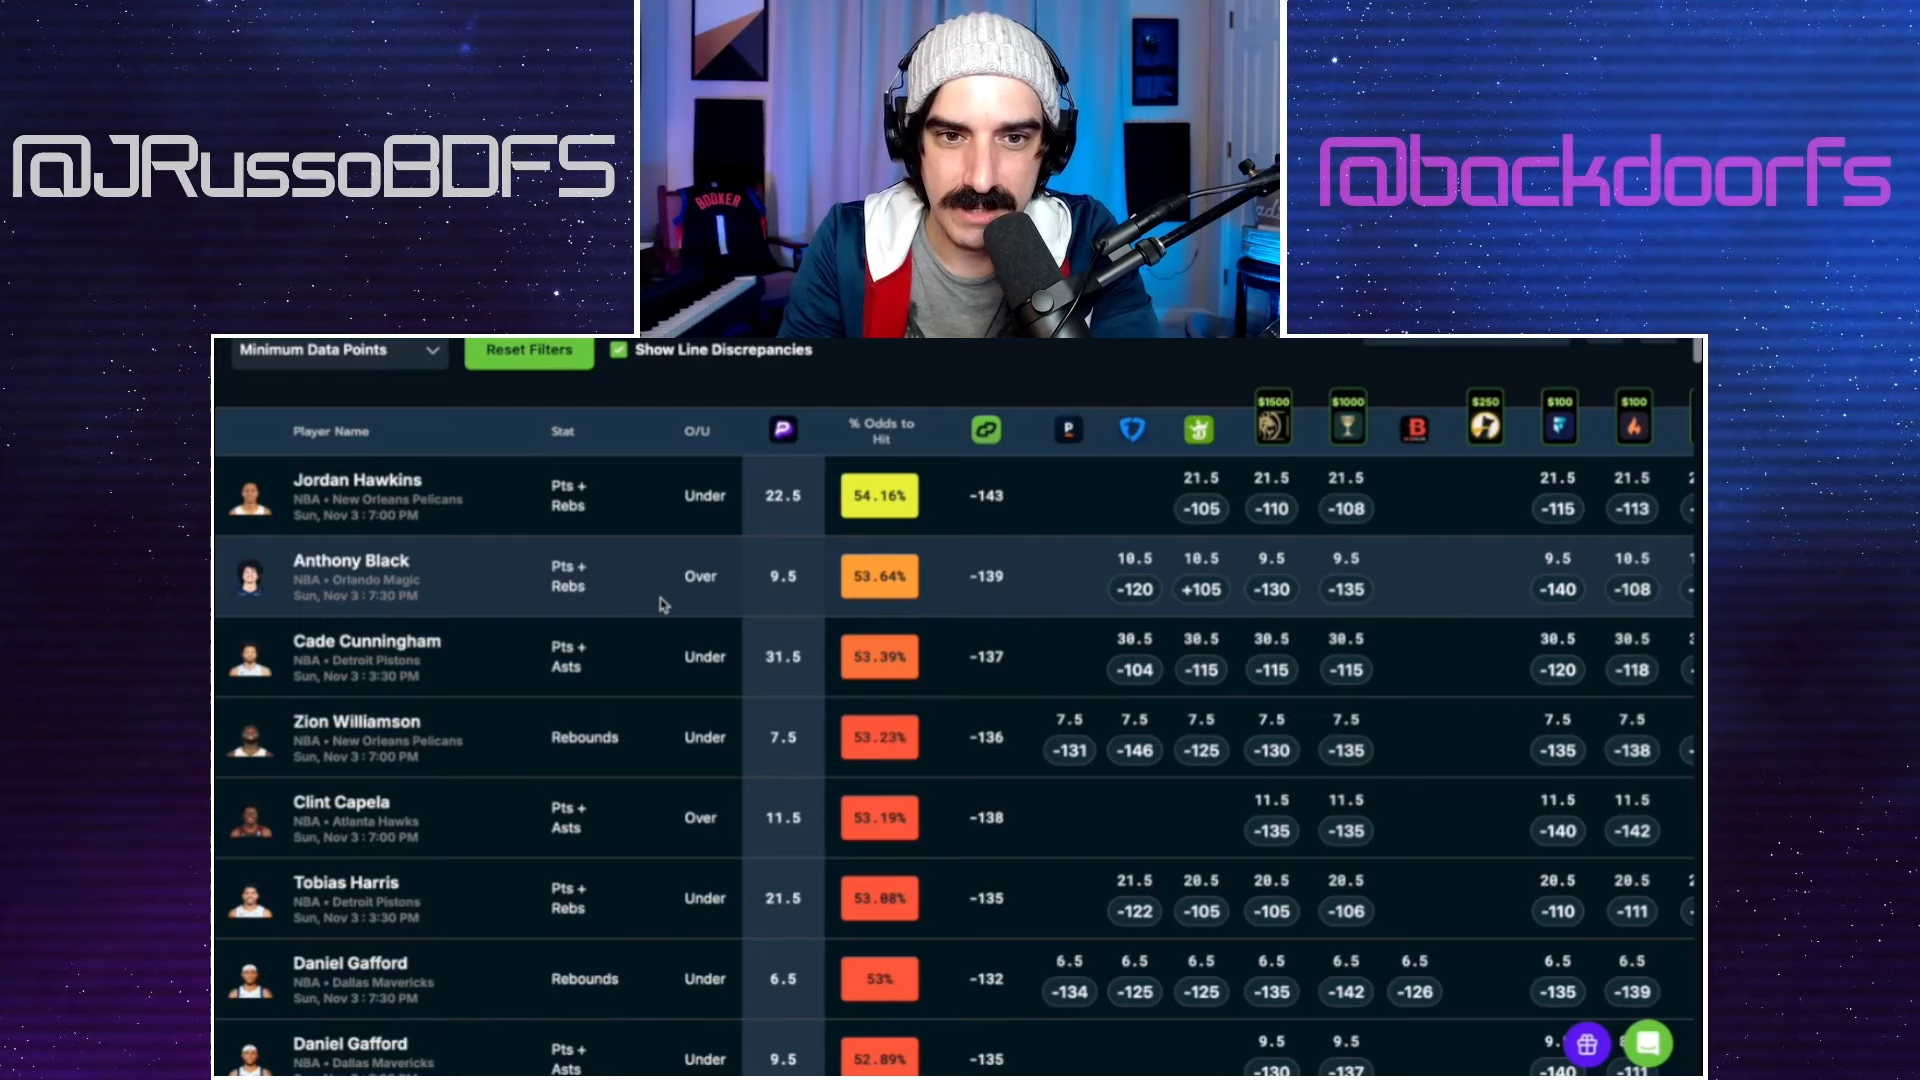 @JRussoBDFS
BOOKER
1
@backdoorfs
Minimum Data Points
Reset Filters
Show Line Discrepancies
$1500 $1000 $250 $100 $100
Player Name Stat O/U % Odds to Hit
Jordan Hawkins
NBA • New Orleans Pelicans
Sun, Nov 3 : 7:00 PM
Pts + Rebs Under 22.5 54.16% -143
21.5 21.5 21.5 21.5 21.5
-105 -110 -108 -115 -113
Anthony Black
NBA • Orlando Magic
Sun, Nov 3 : 7:30 PM
Pts + Rebs Over 9.5 53.64% -139
10.5 10.5 9.5 9.5 9.5 10.5
-120 +105 -130 -135 -140 -108
Cade Cunningham
NBA • Detroit Pistons
Sun, Nov 3 : 3:30 PM
Pts + Asts Under 31.5 53.39% -137
30.5 30.5 30.5 30.5 30.5 30.5
-104 -115 -115 -115 -120 -118
Zion Williamson
NBA • New Orleans Pelicans
Sun, Nov 3 : 7:00 PM
Rebounds Under 7.5 53.23% -136
7.5 7.5 7.5 7.5 7.5 7.5 7.5
-131 -146 -125 -130 -135 -135 -138
Clint Capela
NBA • Atlanta Hawks
Sun, Nov 3 : 7:00 PM
Pts + Asts Over 11.5 53.19% -138
11.5 11.5 11.5 11.5
-135 -135 -140 -142
Tobias Harris
NBA • Detroit Pistons
Sun, Nov 3 : 3:30 PM
Pts + Rebs Under 21.5 53.08% -135
21.5 20.5 20.5 20.5 20.5 20.5
-122 -105 -105 -106 -110 -111
Daniel Gafford
NBA • Dallas Mavericks
Sun, Nov 3 : 7:30 PM
Rebounds Under 6.5 53% -132
6.5 6.5 6.5 6.5 6.5 6.5 6.5 6.5
-134 -125 -125 -135 -142 -126 -135 -139
Daniel Gafford
NBA • Dallas Mavericks
Pts + Asts Under 9.5 52.89% -135
9.5 9.5
-130 -137 -140 -111